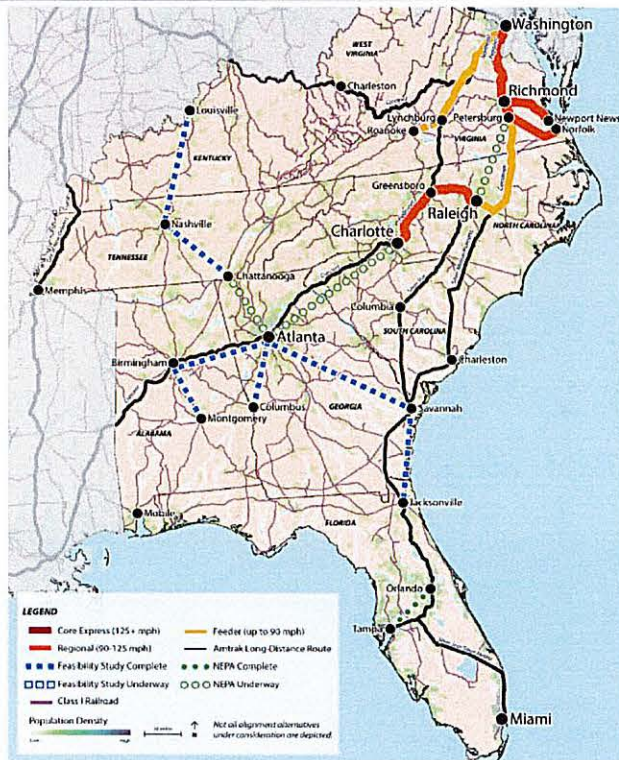 Washington
WEST
VIRGINIA
Charleston
Richmond
Louisville
Lynchburg
Petersburg
Newport News
Roanoke
VIRGINIA
Norfolk
KENTUCKY
Greensboro
Raleigh
Nashville
Charlotte
NORTH CAROLINA
TENNESSEE
Chattanooga
Memphis
Columbia
Atlanta
SOUTH CAROLINA
Birmingham
Charleston
Columbus
GEORGIA
Savannah
Montgomery
ALABAMA
Jacksonville
Mobile
FLORIDA
Orlando
Tampa
Miami
LEGEND
Core Express (125+ mph)
Feeder (up to 90 mph)
Regional (90-125 mph)
Amtrak Long-Distance Route
Feasibility Study Complete
NEPA Complete
Feasibility Study Underway
NEPA Underway
Class I Railroad
Population Density
Not all alignment alternatives
under consideration are depicted.